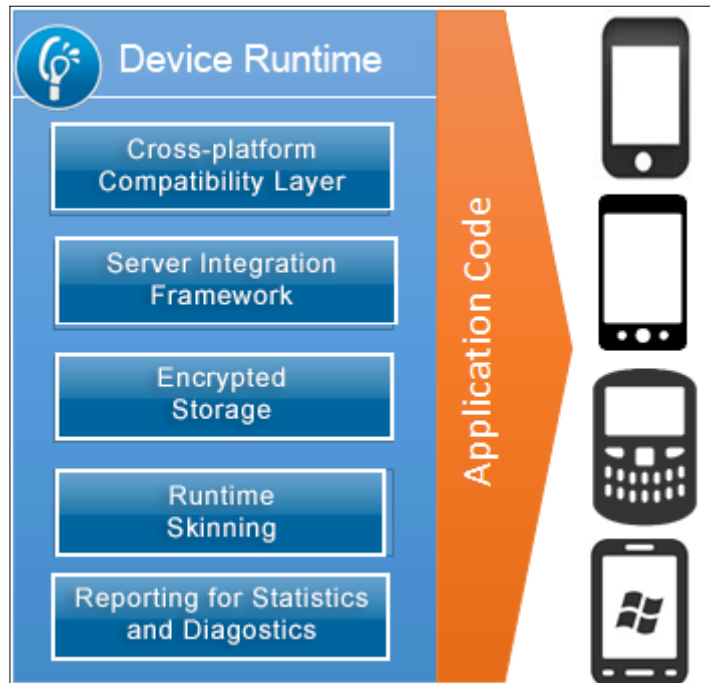 Device Runtime
Cross-platform
Compatibility Layer
Server Integration
Framework
Encrypted
Storage
Runtime
Skinning
Reporting for Statistics
and Diagostics
Application Code